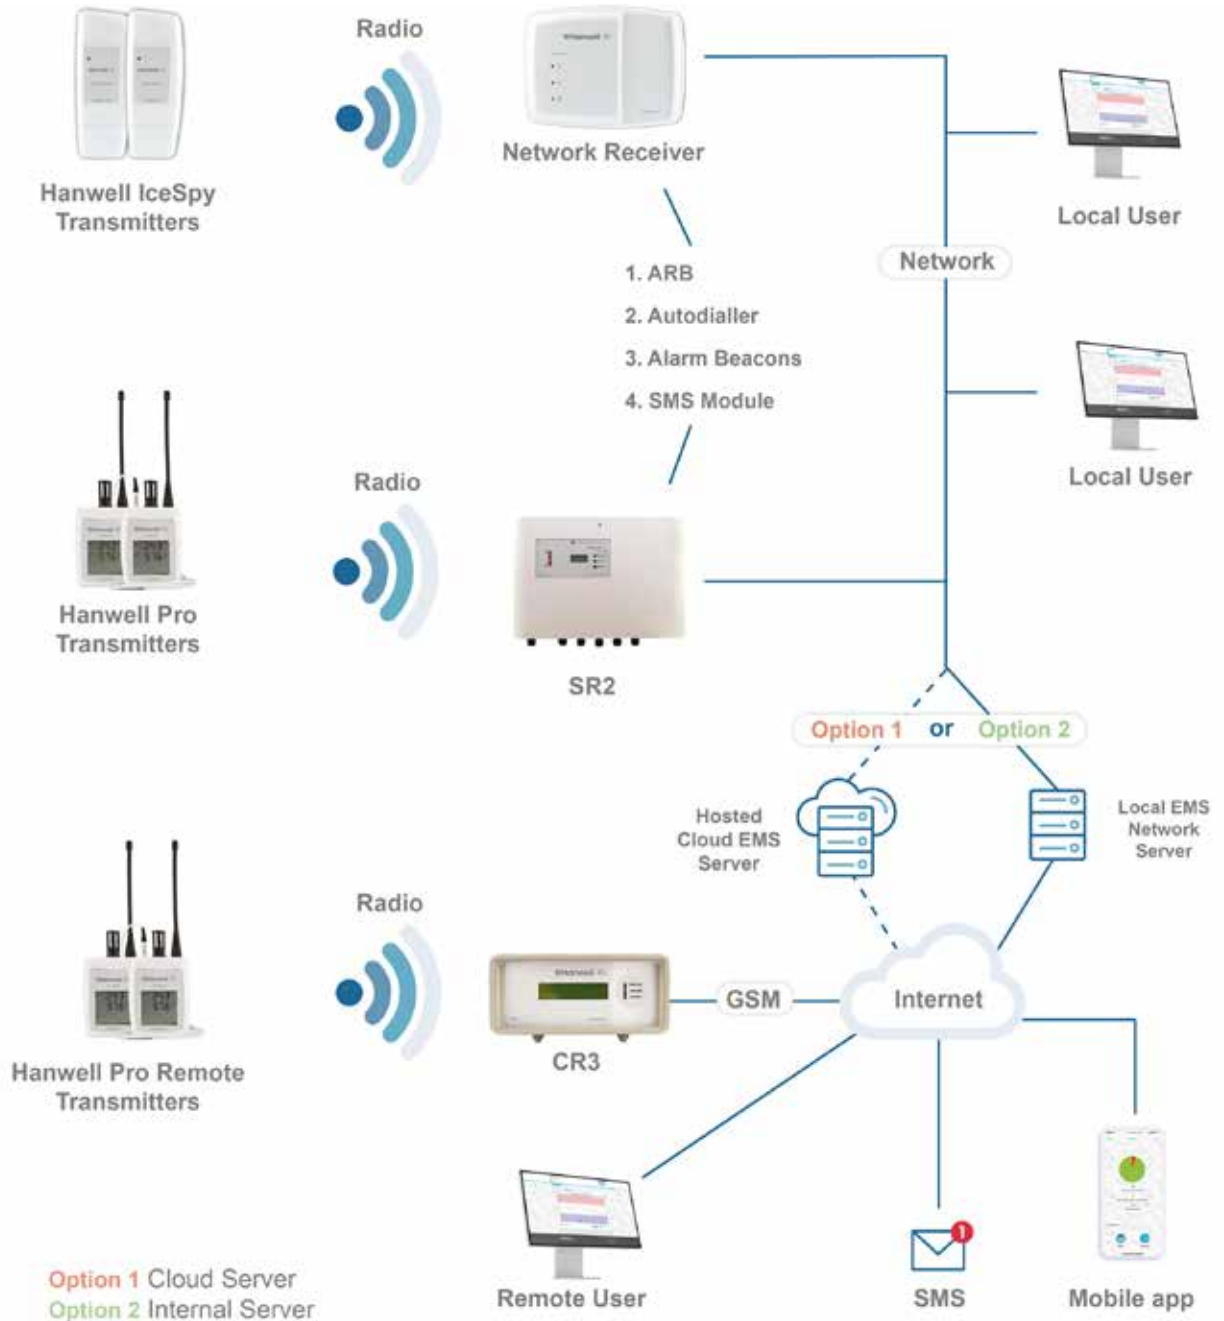 Radio
Network Receiver
Hanwell IceSpy
Transmitters
Local User
Network
1. ARB
2. Autodialler
3. Alarm Beacons
4. SMS Module
Local User
Radio
Hanwell Pro
Transmitters
SR2
Option 1 or Option 2
Hosted
Cloud EMS
Server
Local EMS
Network
Server
Radio
GSM
Internet
CR3
Hanwell Pro Remote
Transmitters
1
Remote User
SMS
Mobile app
Option 1 Cloud Server
Option 2 Internal Server